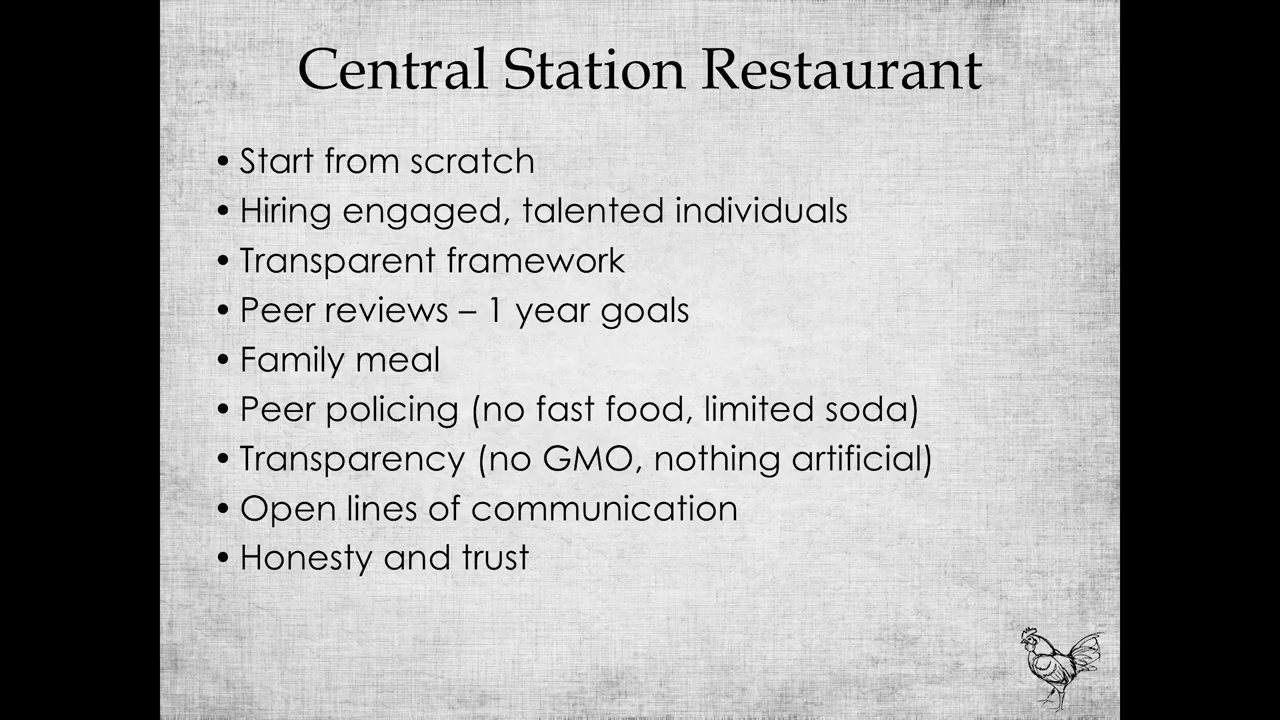 Central Station Restaurant
• Start from scratch
• Hiring engaged, talented individuals
• Transparent framework
• Peer reviews – 1 year goals
• Family meal
• Peer policing (no fast food, limited soda)
• Transparency (no GMO, nothing artificial)
• Open lines of communication
• Honesty and trust